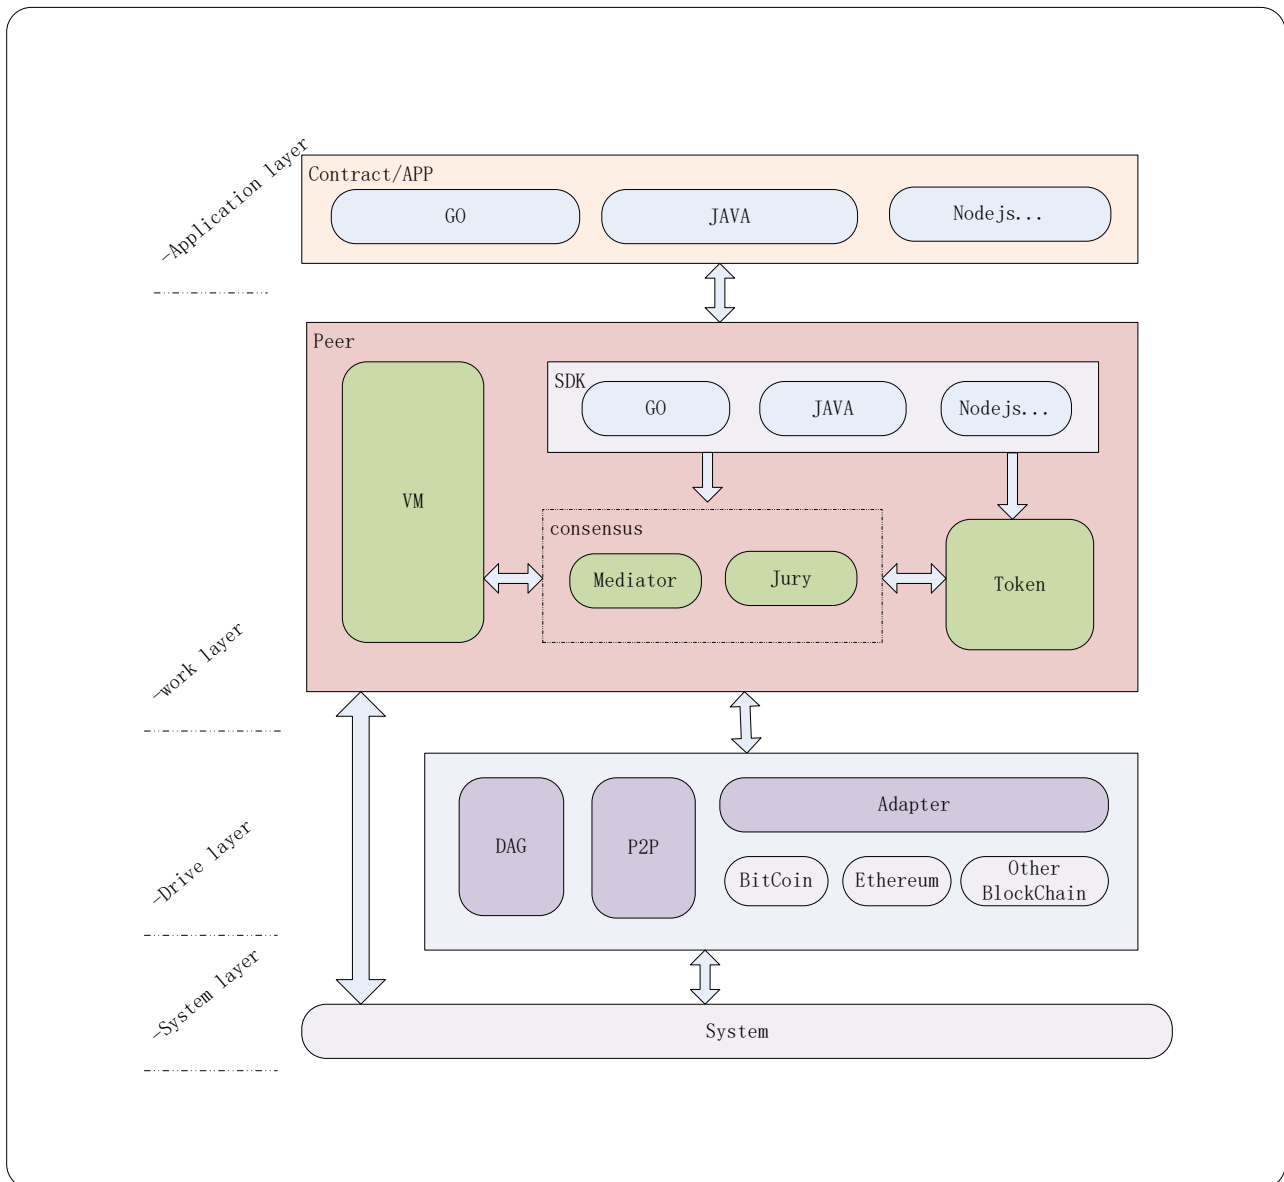 -Application layer
Contract/APP
GO
JAVA
Nodejs...
Peer
SDK
GO
JAVA
Nodejs...
VM
consensus
Mediator
Jury
Token
-work layer
-Drive layer
DAG
P2P
Adapter
BitCoin
Ethereum
Other
BlockChain
-System layer
System